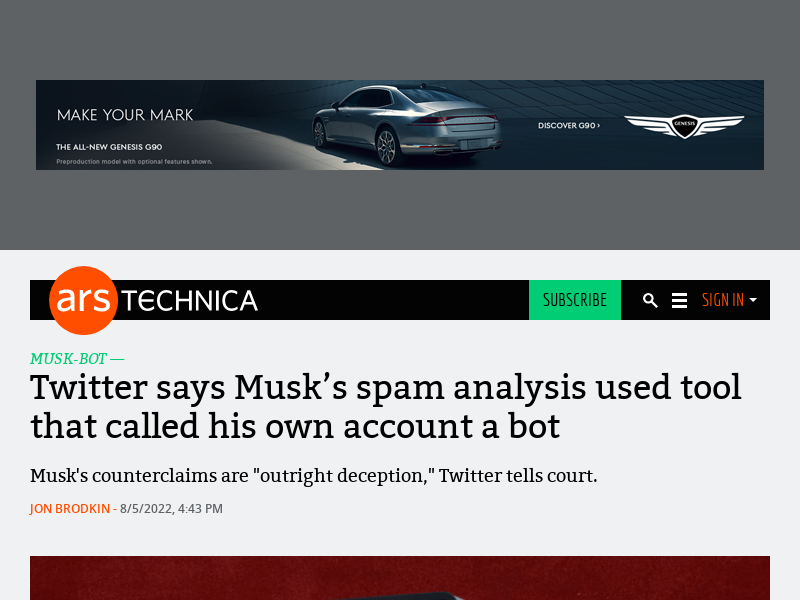 MAKE YOUR MARK
THE ALL-NEW GENESIS G90
Preproduction model with optional features shown.
DISCOVER G90 ›
GENESIS
ars TECHNICA
SUBSCRIBE
SIGN IN
MUSK-BOT —
Twitter says Musk’s spam analysis used tool
that called his own account a bot
Musk's counterclaims are "outright deception," Twitter tells court.
JON BRODKIN - 8/5/2022, 4:43 PM